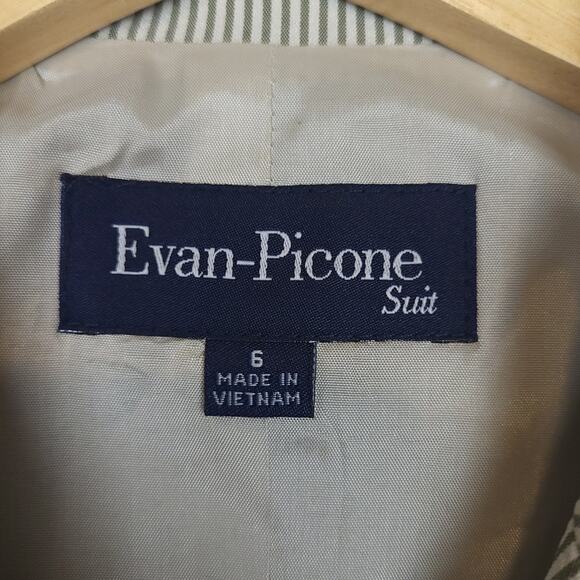 Evan-Picone
Suit
6
MADE IN
VIETNAM